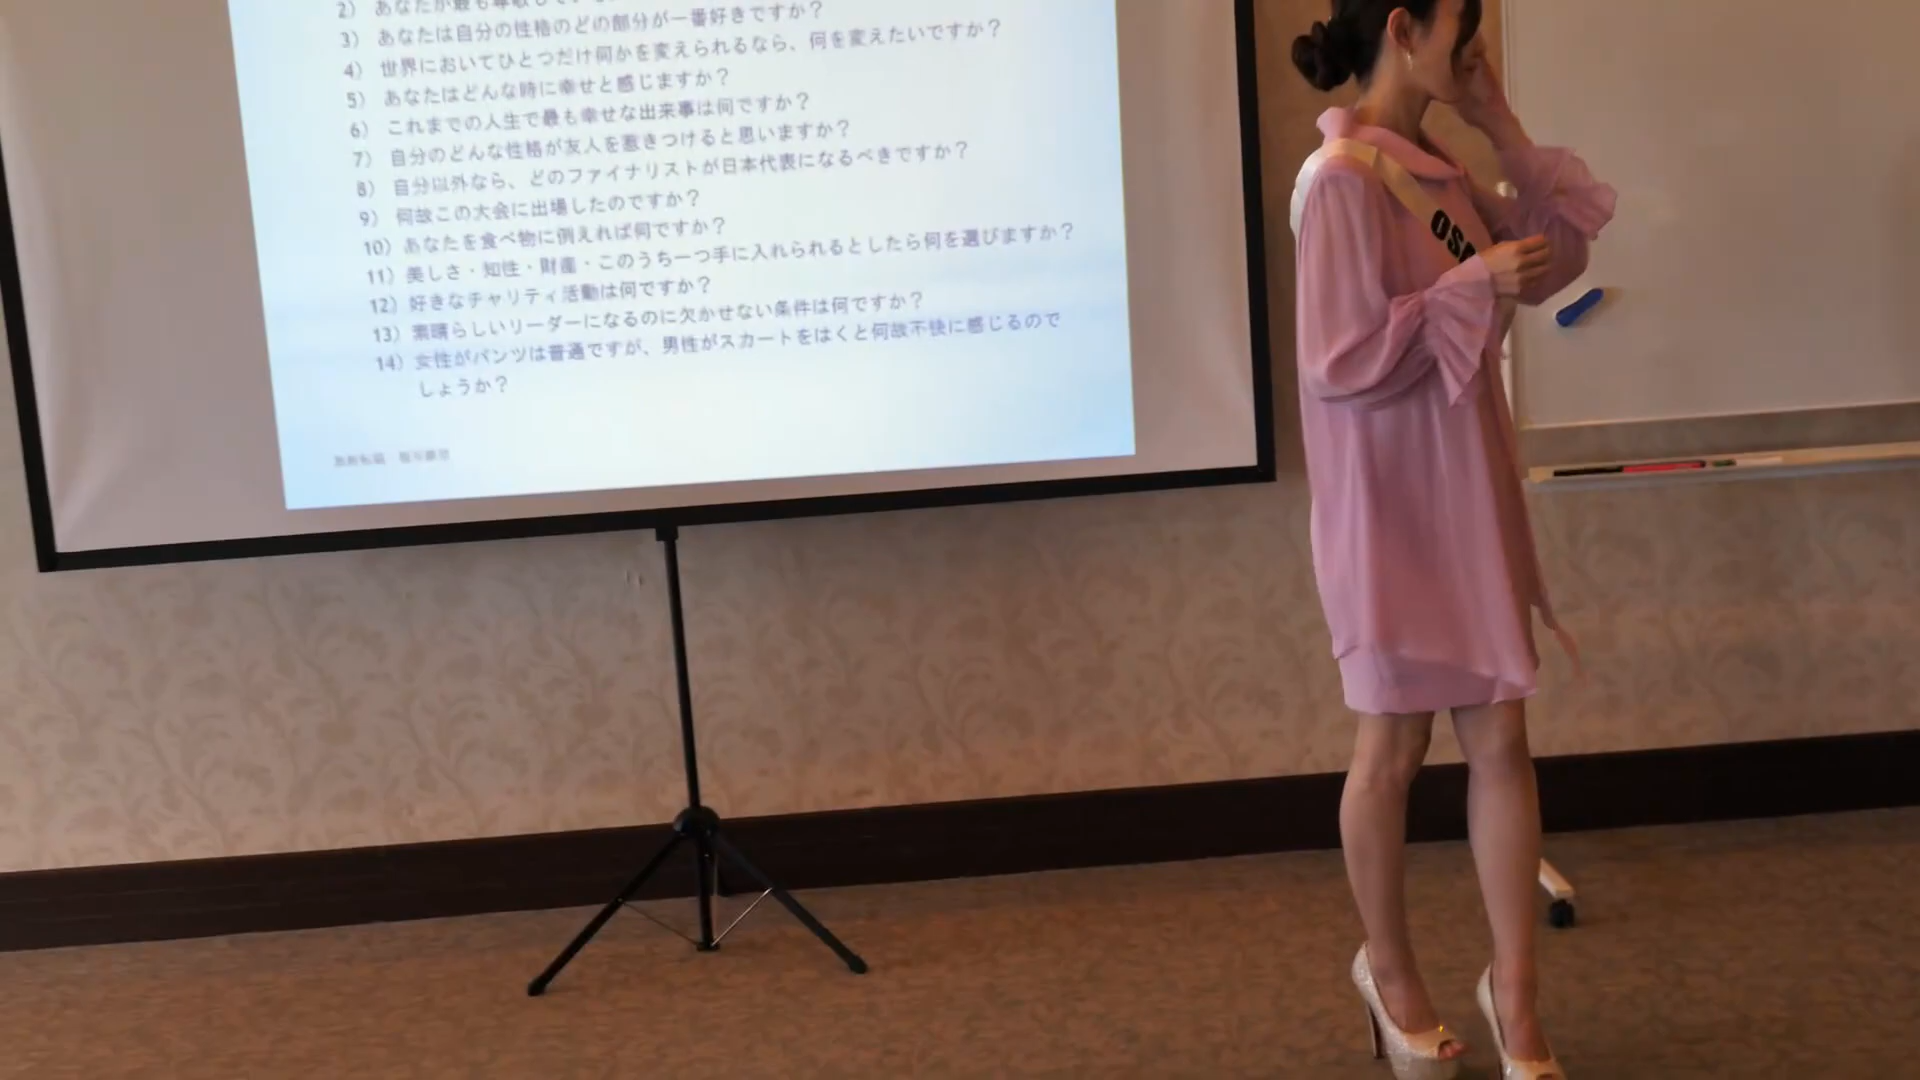 2) あなたが最も尊敬して
3) あなたは自分の性格のどの部分が一番好きですか？
4) 世界においてひとつだけ何かを変えられるなら、何を変えたいですか？
5) あなたはどんな時に幸せと感じますか？
6) これまでの人生で最も幸せな出来事は何ですか？
7) 自分のどんな性格が友人を惹きつけると思いますか？
8) 自分以外なら、どのファイナリストが日本代表になるべきですか？
9) 何故この大会に出場したのですか？
10) あなたを食べ物に例えれば何ですか？
11) 美しさ・知性・財産・このうち一つ手に入れられるとしたら何を選びますか？
12) 好きなチャリティ活動は何ですか？
13) 素晴らしいリーダーになるのに欠かせない条件は何ですか？
14) 女性がパンツは普通ですが、男性がスカートをはくと何故不快に感じるので
しょうか？
OS